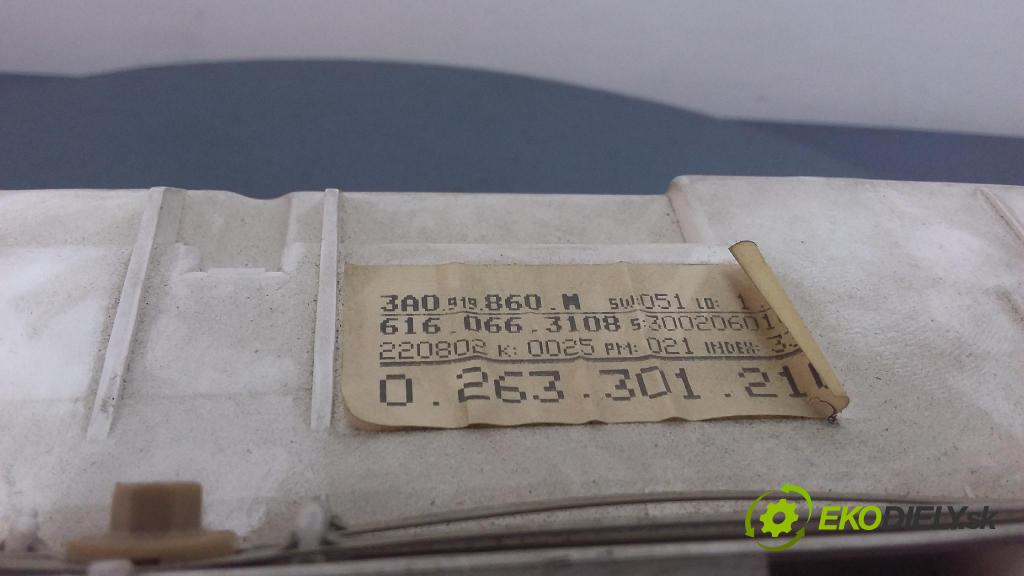 3A0.919.860.M SW:051 LD:
616.066.3108 S:30020601
220802 K: 0025 PM: 021 INDEX:
0.263.301.21
EKODIELY.sk